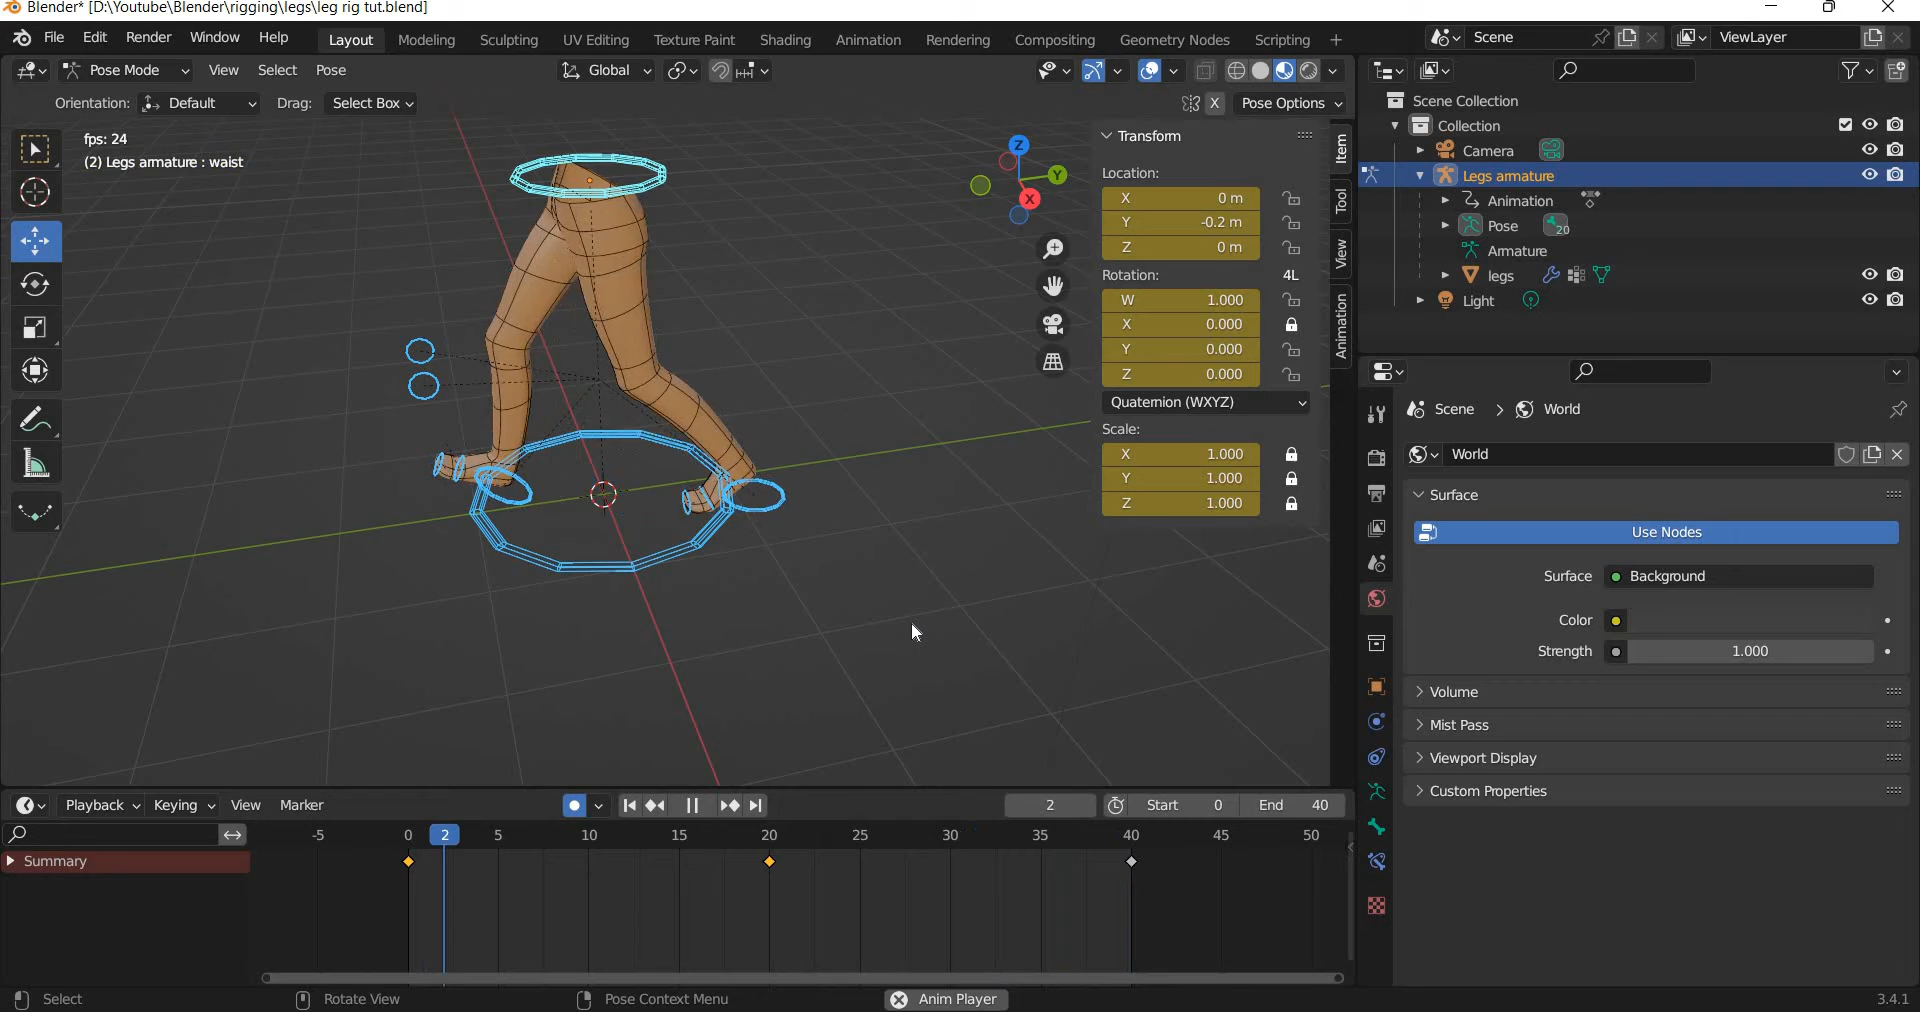 Blender* [D:\Youtube\Blender\rigging\legs\leg rig tut.blend]
File Edit Render Window Help Layout Modeling Sculpting UV Editing Texture Paint Shading Animation Rendering Compositing Geometry Nodes Scripting + Scene ViewLayer
Pose Mode View Select Pose Global
Orientation: Default Drag: Select Box X Pose Options
fps: 24
(2) Legs armature : waist
Z
Y
X
Transform
Location:
X 0 m
Y -0.2 m
Z 0 m
Rotation: 4L
W 1.000
X 0.000
Y 0.000
Z 0.000
Quaternion (WXYZ)
Scale:
X 1.000
Y 1.000
Z 1.000
Item
Tool
View
Animation
Scene Collection
Collection
Camera
Legs armature
Animation
Pose 20
Armature
legs
Light
Scene > World
World
Surface
Use Nodes
Surface Background
Color
Strength 1.000
Volume
Mist Pass
Viewport Display
Custom Properties
Playback Keying View Marker 2 Start 0 End 40
-5 0 2 5 10 15 20 25 30 35 40 45 50
Summary
Select Rotate View Pose Context Menu Anim Player 3.4.1